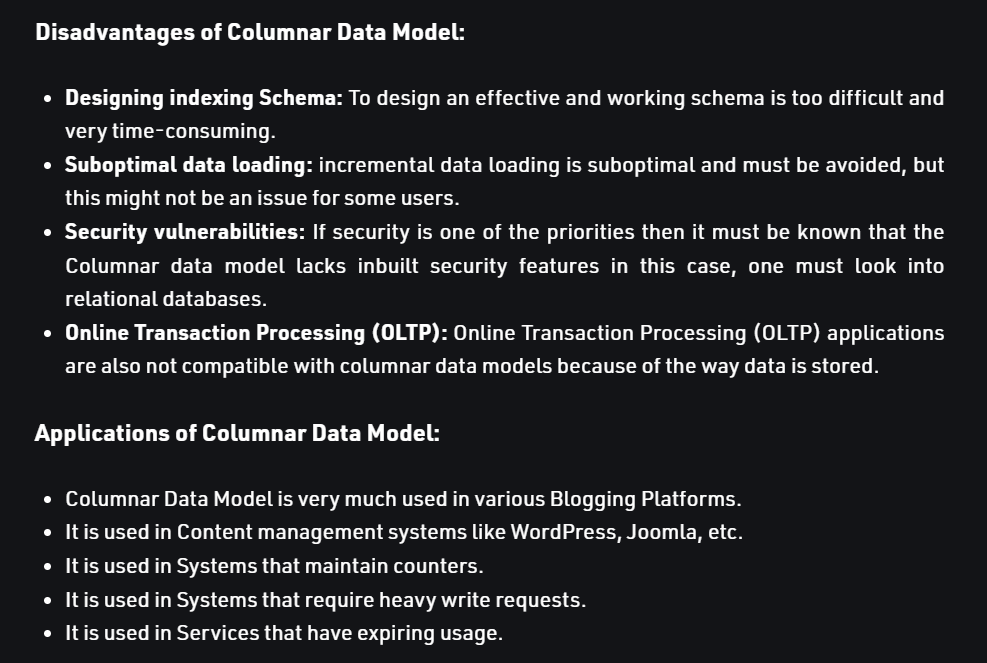 Disadvantages of Columnar Data Model:
• Designing indexing Schema: To design an effective and working schema is too difficult and
very time-consuming.
• Suboptimal data loading: incremental data loading is suboptimal and must be avoided, but
this might not be an issue for some users.
• Security vulnerabilities: If security is one of the priorities then it must be known that the
Columnar data model lacks inbuilt security features in this case, one must look into
relational databases.
• Online Transaction Processing (OLTP): Online Transaction Processing (OLTP) applications
are also not compatible with columnar data models because of the way data is stored.
Applications of Columnar Data Model:
• Columnar Data Model is very much used in various Blogging Platforms.
• It is used in Content management systems like WordPress, Joomla, etc.
• It is used in Systems that maintain counters.
• It is used in Systems that require heavy write requests.
• It is used in Services that have expiring usage.